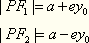 | PF₁ | = a + ey₀
| PF₂ | = a − ey₀